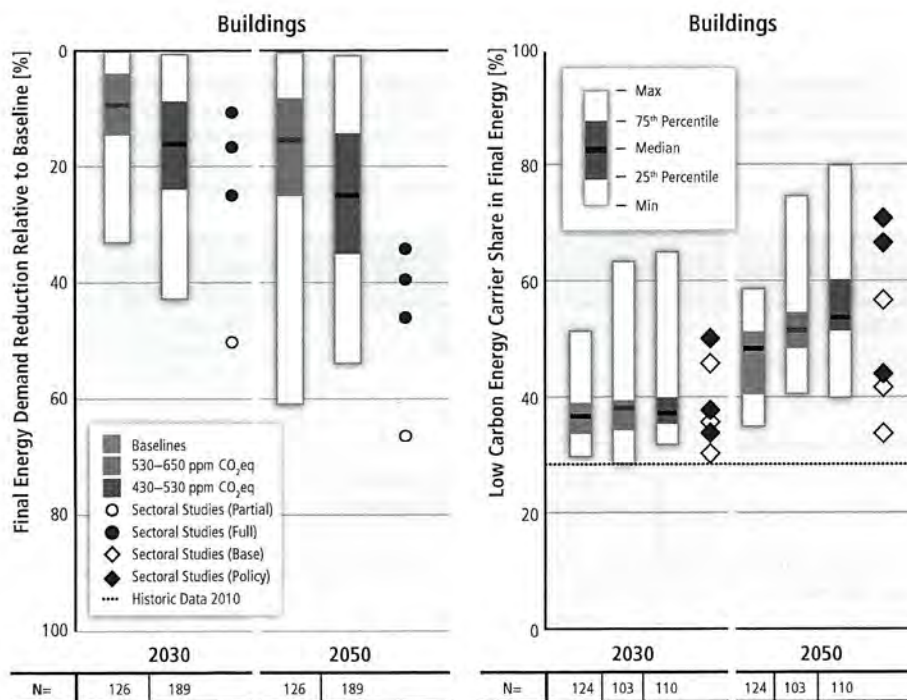 Buildings
Final Energy Demand Reduction Relative to Baseline [%]
0
20
40
60
80
100
Baselines
530–650 ppm CO₂eq
430–530 ppm CO₂eq
Sectoral Studies (Partial)
Sectoral Studies (Full)
Sectoral Studies (Base)
Sectoral Studies (Policy)
Historic Data 2010
2030 2050
N= 126 189 126 189
Buildings
Low Carbon Energy Carrier Share in Final Energy [%]
100
80
60
40
20
0
Max
75th Percentile
Median
25th Percentile
Min
2030 2050
N= 124 103 110 124 103 110